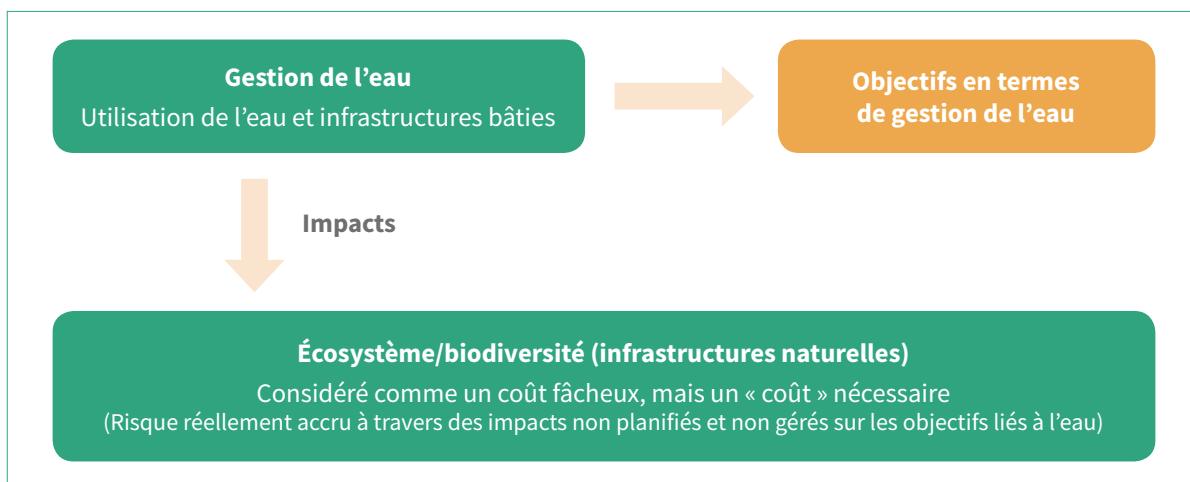 Gestion de l’eau
Utilisation de l’eau et infrastructures bâties
Objectifs en termes
de gestion de l’eau
Impacts
Écosystème/biodiversité (infrastructures naturelles)
Considéré comme un coût fâcheux, mais un « coût » nécessaire
(Risque réellement accru à travers des impacts non planifiés et non gérés sur les objectifs liés à l’eau)